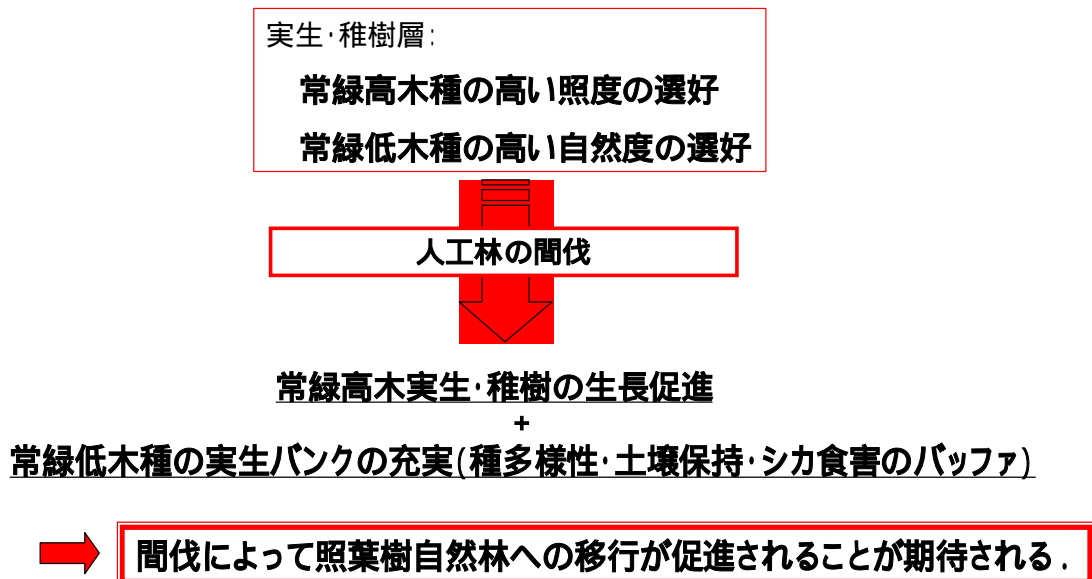 実生・稚樹層:
常緑高木種の高い照度の選好
常緑低木種の高い自然度の選好
人工林の間伐
常緑高木実生・稚樹の生長促進
+
常緑低木種の実生バンクの充実(種多様性・土壌保持・シカ食害のバッファ)
間伐によって照葉樹自然林への移行が促進されることが期待される.